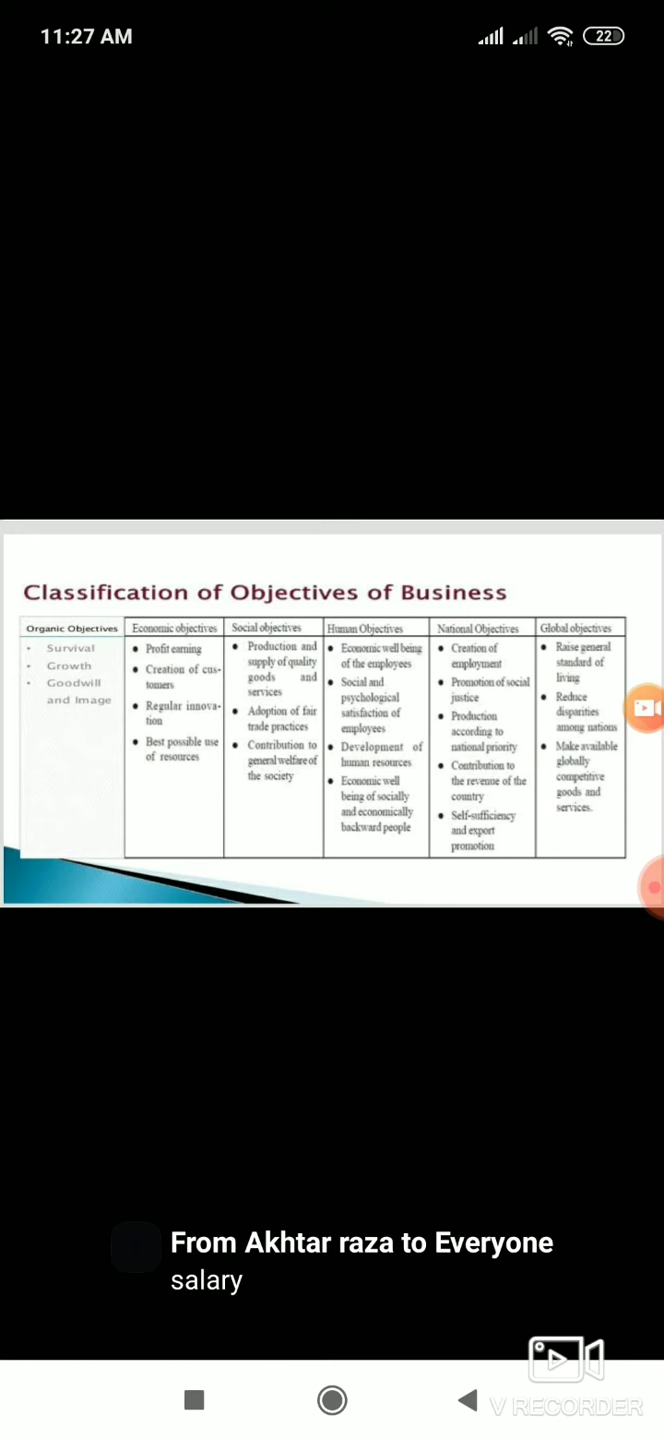 11:27 AM
22
Classification of Objectives of Business
Organic Objectives
• Survival
• Growth
• Goodwill
and Image
Economic objectives
• Profit earning
• Creation of cus-
tomers
• Regular innova-
tion
• Best possible use
of resources
Social objectives
• Production and
supply of quality
goods and
services
• Adoption of fair
trade practices
• Contribution to
general welfare of
the society
Human Objectives
• Economic well being
of the employees
• Social and
psychological
satisfaction of
employees
• Development of
human resources
• Economic well
being of socially
and economically
backward people
National Objectives
• Creation of
employment
• Promotion of social
justice
• Production
according to
national priority
• Contribution to
the revenue of the
country
• Self-sufficiency
and export
promotion
Global objectives
• Raise general
standard of
living
• Reduce
disparities
among nations
• Make available
globally
competitive
goods and
services.
From Akhtar raza to Everyone
salary
V RECORDER